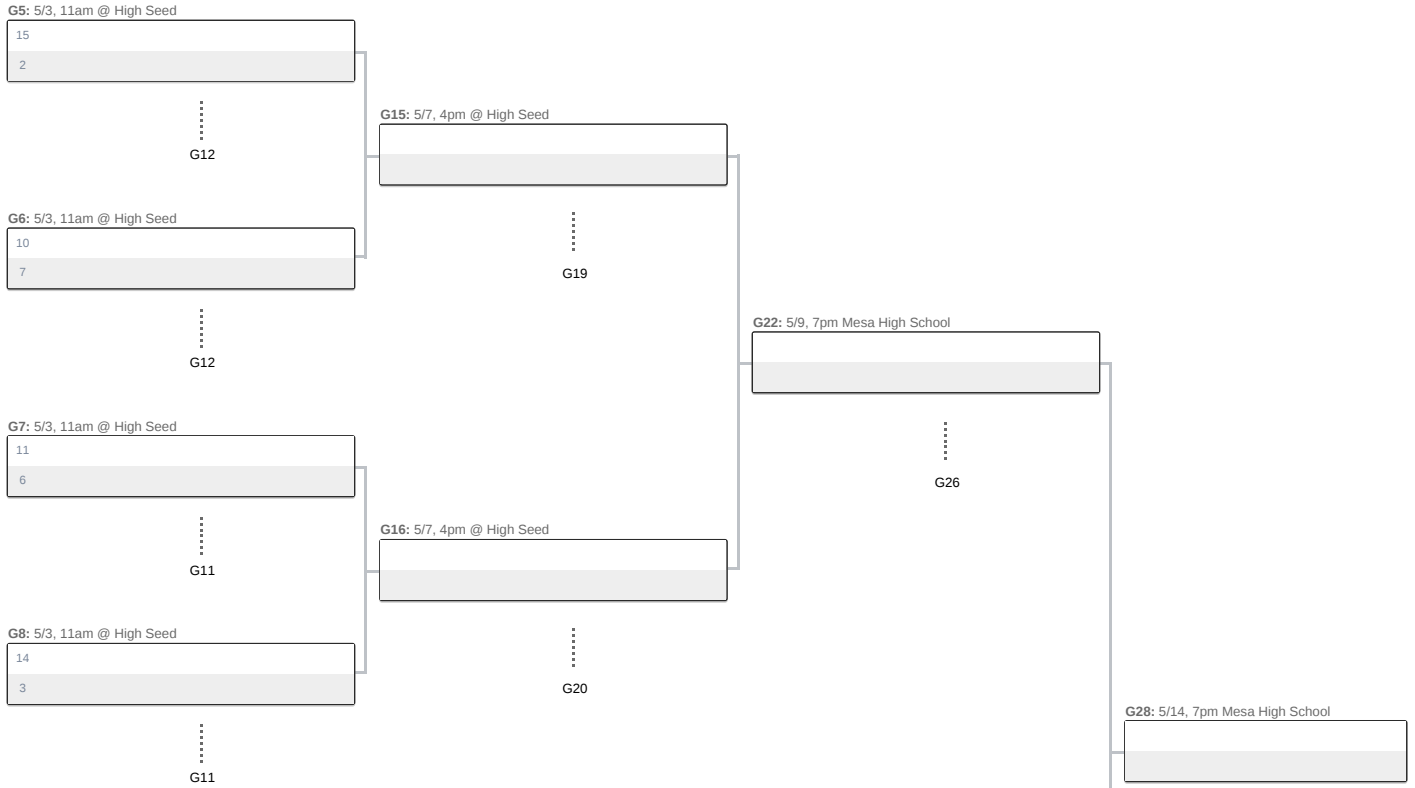 G5: 5/3, 11am @ High Seed
15
2
G12
G6: 5/3, 11am @ High Seed
10
7
G12
G7: 5/3, 11am @ High Seed
11
6
G11
G8: 5/3, 11am @ High Seed
14
3
G11
G15: 5/7, 4pm @ High Seed
G19
G16: 5/7, 4pm @ High Seed
G20
G22: 5/9, 7pm Mesa High School
G26
G28: 5/14, 7pm Mesa High School